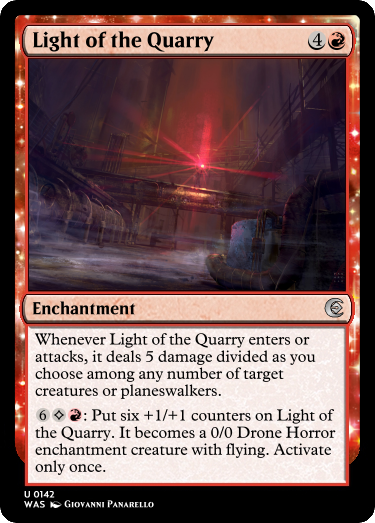 Light of the Quarry 4
Enchantment
Whenever Light of the Quarry enters or
attacks, it deals 5 damage divided as you
choose among any number of target
creatures or planeswalkers.
6 : Put six +1/+1 counters on Light of
the Quarry. It becomes a 0/0 Drone Horror
enchantment creature with flying. Activate
only once.
U 0142
WAS Giovanni Panarello